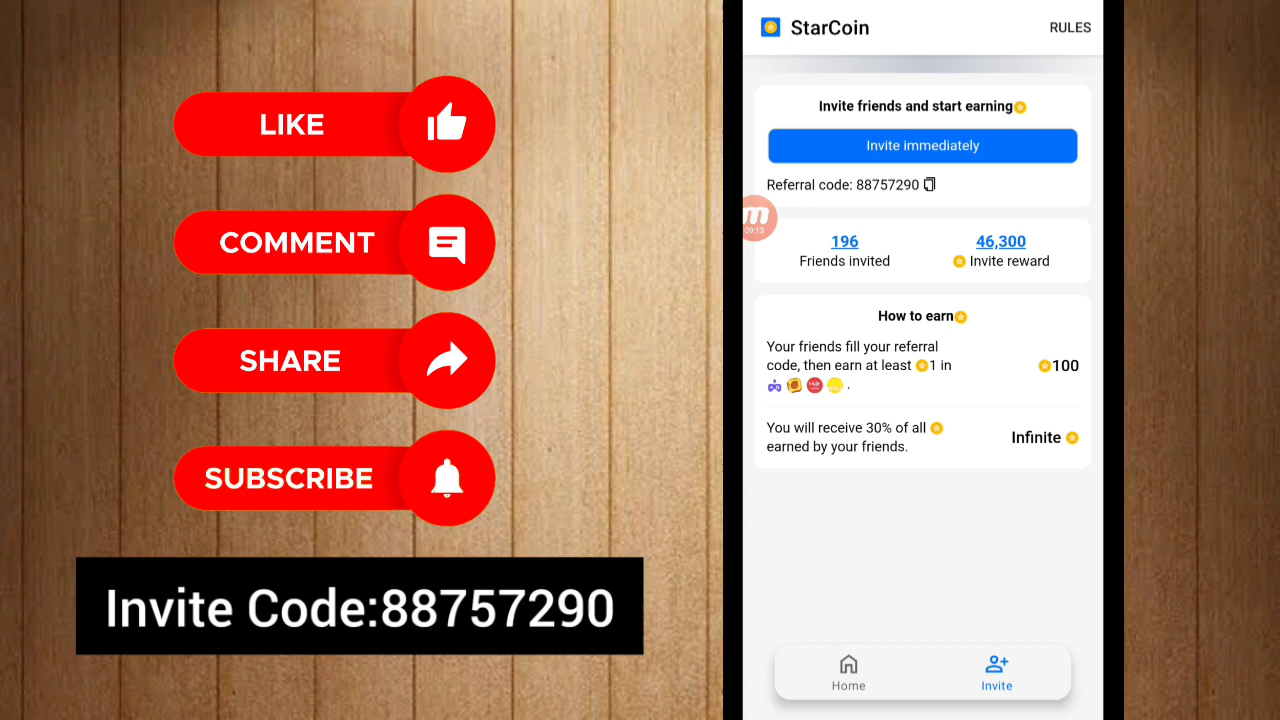 LIKE
COMMENT
SHARE
SUBSCRIBE
Invite Code:88757290
StarCoin
RULES
Invite friends and start earning
Invite immediately
Referral code: 88757290
m
09:13
196
46,300
Friends invited
Invite reward
How to earn
Your friends fill your referral
code, then earn at least 1 in
.
100
You will receive 30% of all
earned by your friends.
Infinite
Home
Invite